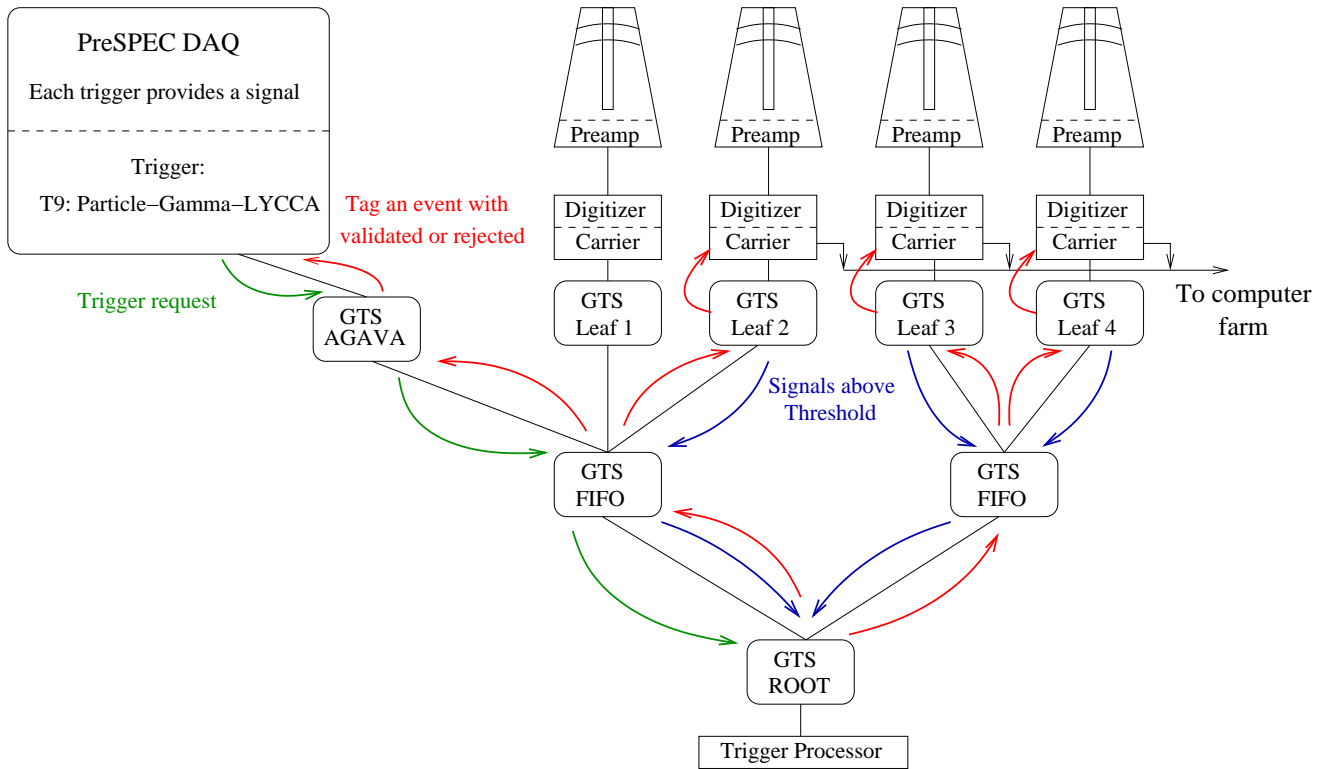 PreSPEC DAQ
Each trigger provides a signal
Trigger:
T9: Particle−Gamma−LYCCA
Preamp
Preamp
Preamp
Preamp
Digitizer
Carrier
Digitizer
Carrier
Digitizer
Carrier
Digitizer
Carrier
Tag an event with
validated or rejected
Trigger request
GTS
AGAVA
GTS
Leaf 1
GTS
Leaf 2
GTS
Leaf 3
GTS
Leaf 4
To computer
farm
Signals above
Threshold
GTS
FIFO
GTS
FIFO
GTS
ROOT
Trigger Processor